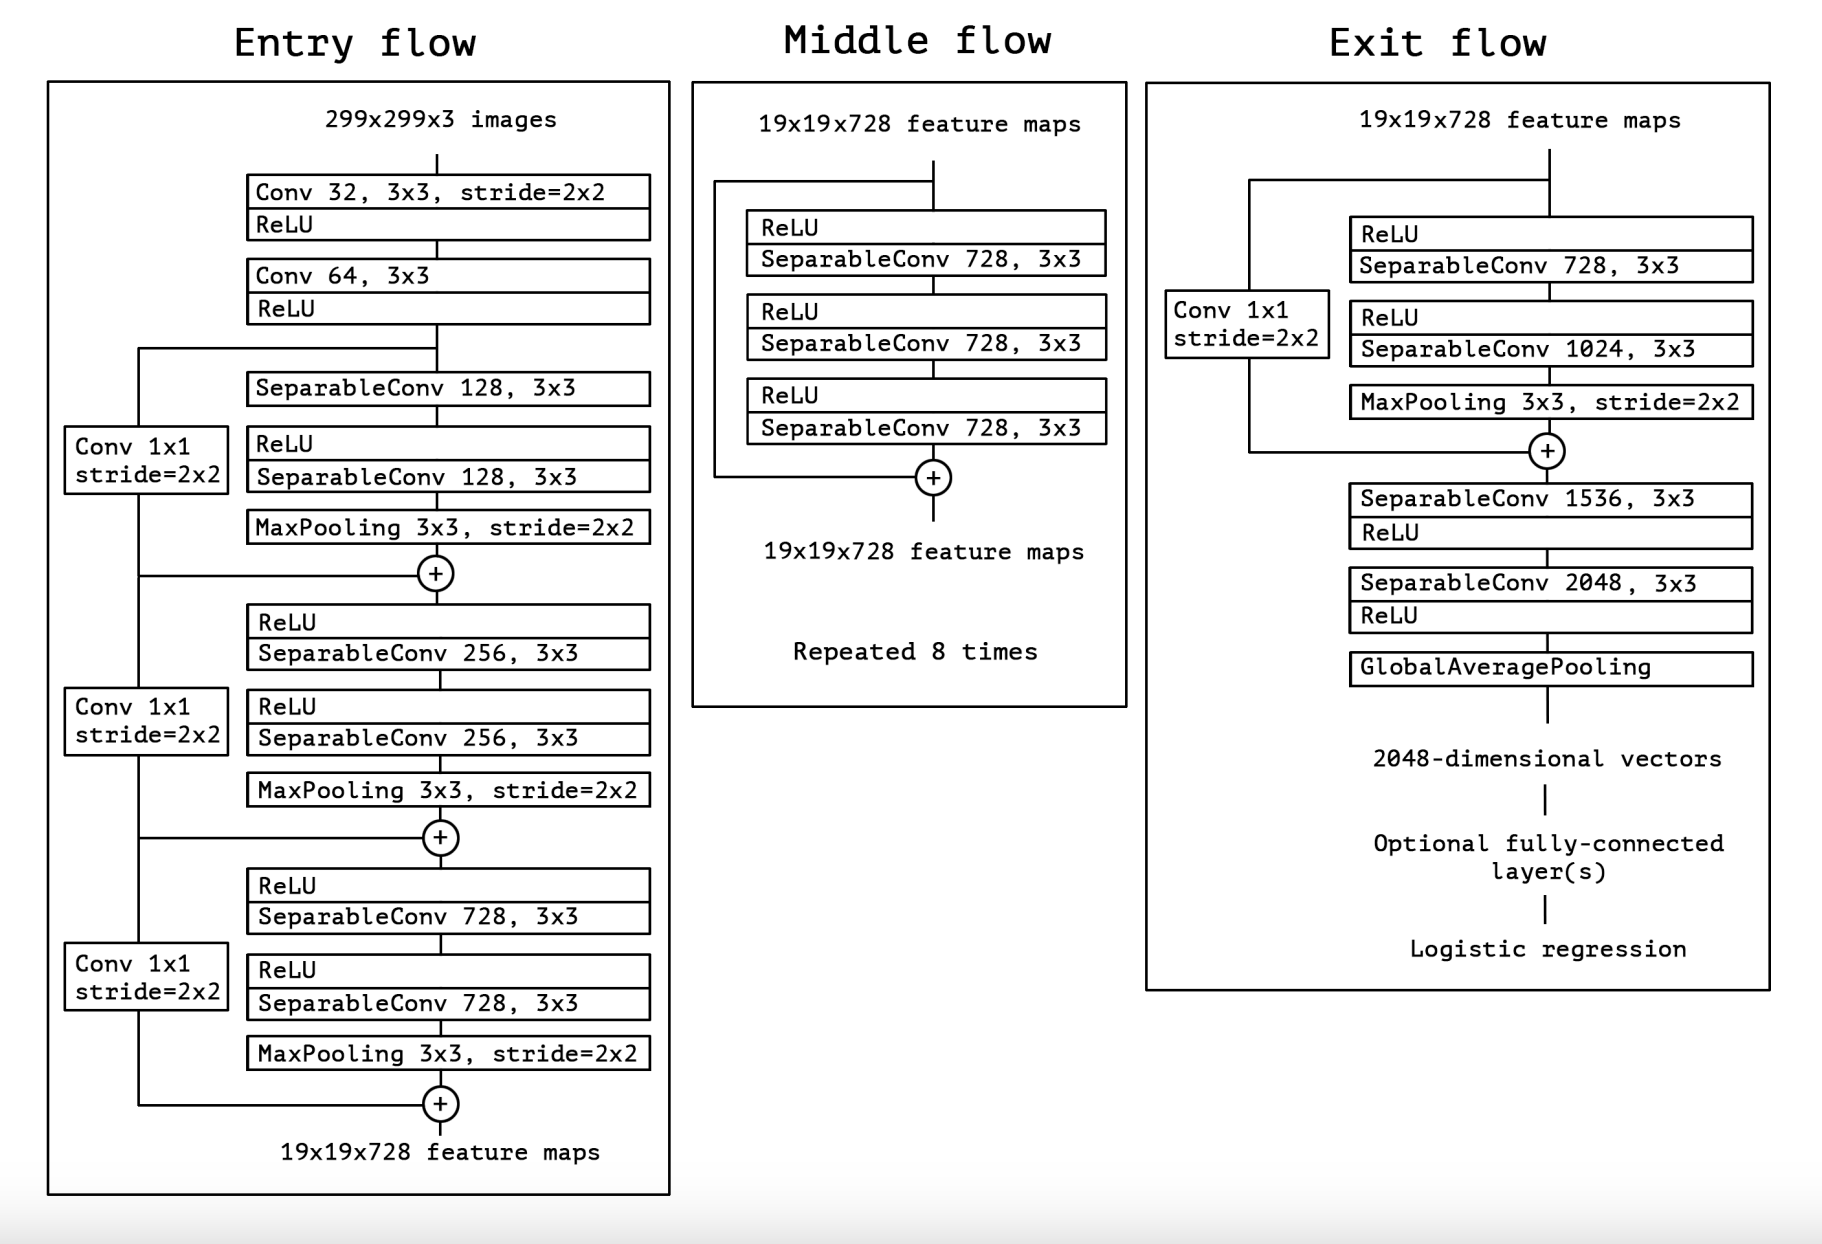 Entry flow
299x299x3 images
Conv 32, 3x3, stride=2x2
ReLU
Conv 64, 3x3
ReLU
SeparableConv 128, 3x3
Conv 1x1
stride=2x2
ReLU
SeparableConv 128, 3x3
MaxPooling 3x3, stride=2x2
+
ReLU
SeparableConv 256, 3x3
Conv 1x1
stride=2x2
ReLU
SeparableConv 256, 3x3
MaxPooling 3x3, stride=2x2
+
ReLU
SeparableConv 728, 3x3
Conv 1x1
stride=2x2
ReLU
SeparableConv 728, 3x3
MaxPooling 3x3, stride=2x2
+
19x19x728 feature maps
Middle flow
19x19x728 feature maps
ReLU
SeparableConv 728, 3x3
ReLU
SeparableConv 728, 3x3
ReLU
SeparableConv 728, 3x3
+
19x19x728 feature maps
Repeated 8 times
Exit flow
19x19x728 feature maps
ReLU
SeparableConv 728, 3x3
Conv 1x1
stride=2x2
ReLU
SeparableConv 1024, 3x3
MaxPooling 3x3, stride=2x2
+
SeparableConv 1536, 3x3
ReLU
SeparableConv 2048, 3x3
ReLU
GlobalAveragePooling
2048-dimensional vectors
Optional fully-connected
layer(s)
Logistic regression